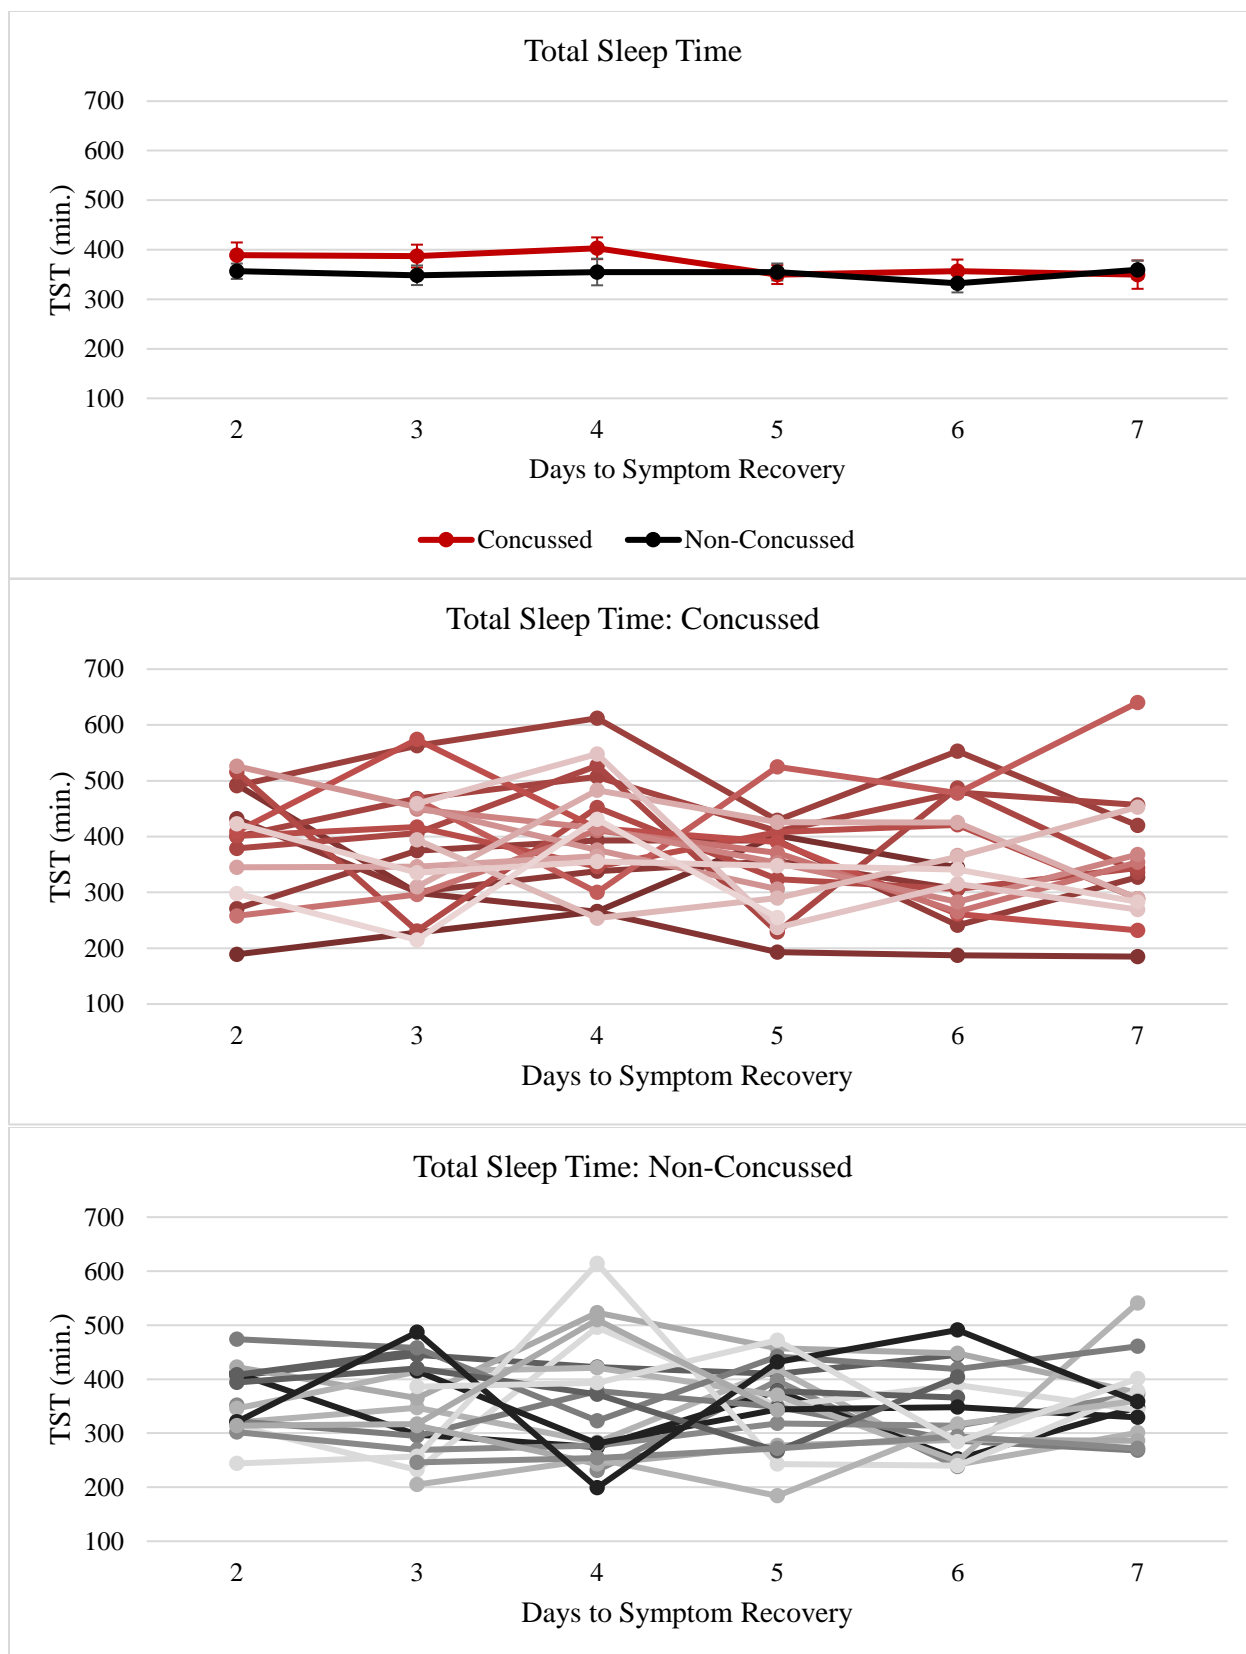 Total Sleep Time
700
600
500
400
300
200
100
TST (min.)
2 3 4 5 6 7
Days to Symptom Recovery
Concussed Non-Concussed
Total Sleep Time: Concussed
700
600
500
400
300
200
100
TST (min.)
2 3 4 5 6 7
Days to Symptom Recovery
Total Sleep Time: Non-Concussed
700
600
500
400
300
200
100
TST (min.)
2 3 4 5 6 7
Days to Symptom Recovery